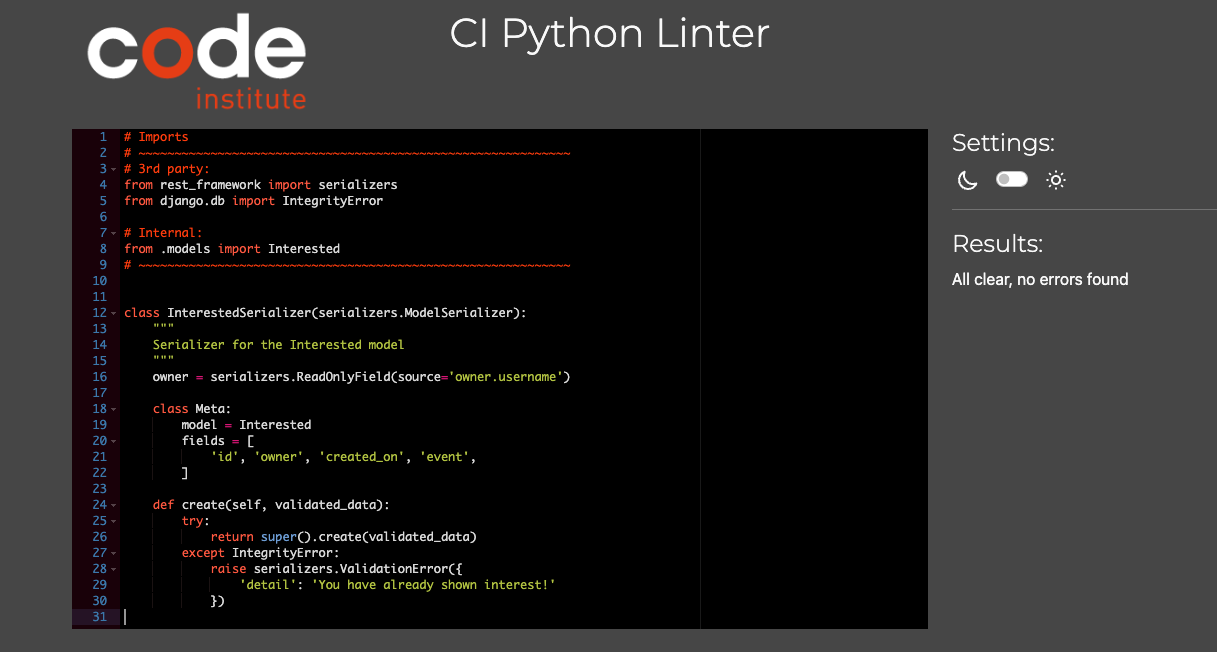 code
institute
CI Python Linter
1 # Imports
2 # ~~~~~~~~~~~~~~~~~~~~~~~~~~~~~~~~~~~~~~~~~~~~~~~~~~~~~~~~~~~~
3 # 3rd party:
4 from rest_framework import serializers
5 from django.db import IntegrityError
6
7 # Internal:
8 from .models import Interested
9 # ~~~~~~~~~~~~~~~~~~~~~~~~~~~~~~~~~~~~~~~~~~~~~~~~~~~~~~~~~~~~
10
11
12 class InterestedSerializer(serializers.ModelSerializer):
13     """
14     Serializer for the Interested model
15     """
16     owner = serializers.ReadOnlyField(source='owner.username')
17
18     class Meta:
19         model = Interested
20         fields = [
21             'id', 'owner', 'created_on', 'event',
22         ]
23
24     def create(self, validated_data):
25         try:
26             return super().create(validated_data)
27         except IntegrityError:
28             raise serializers.ValidationError({
29                 'detail': 'You have already shown interest!'
30             })
31
Settings:
Results:
All clear, no errors found